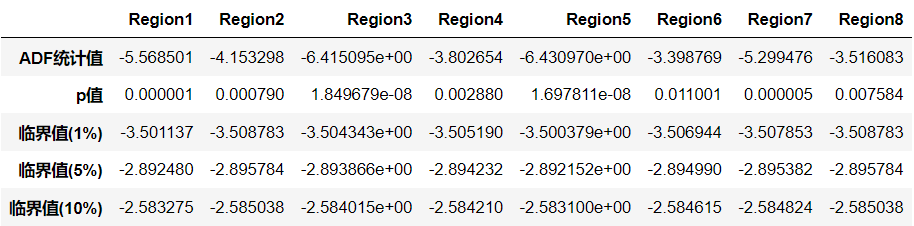 Region1 Region2 Region3 Region4 Region5 Region6 Region7 Region8
ADF统计值 -5.568501 -4.153298 -6.415095e+00 -3.802654 -6.430970e+00 -3.398769 -5.299476 -3.516083
p值 0.000001 0.000790 1.849679e-08 0.002880 1.697811e-08 0.011001 0.000005 0.007584
临界值(1%) -3.501137 -3.508783 -3.504343e+00 -3.505190 -3.500379e+00 -3.506944 -3.507853 -3.508783
临界值(5%) -2.892480 -2.895784 -2.893866e+00 -2.894232 -2.892152e+00 -2.894990 -2.895382 -2.895784
临界值(10%) -2.583275 -2.585038 -2.584015e+00 -2.584210 -2.583100e+00 -2.584615 -2.584824 -2.585038